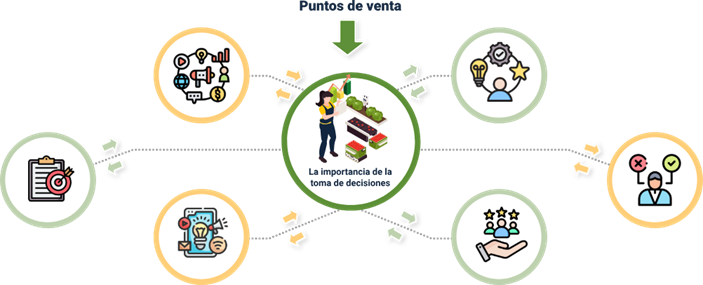 Puntos de venta
La importancia de la
toma de decisiones